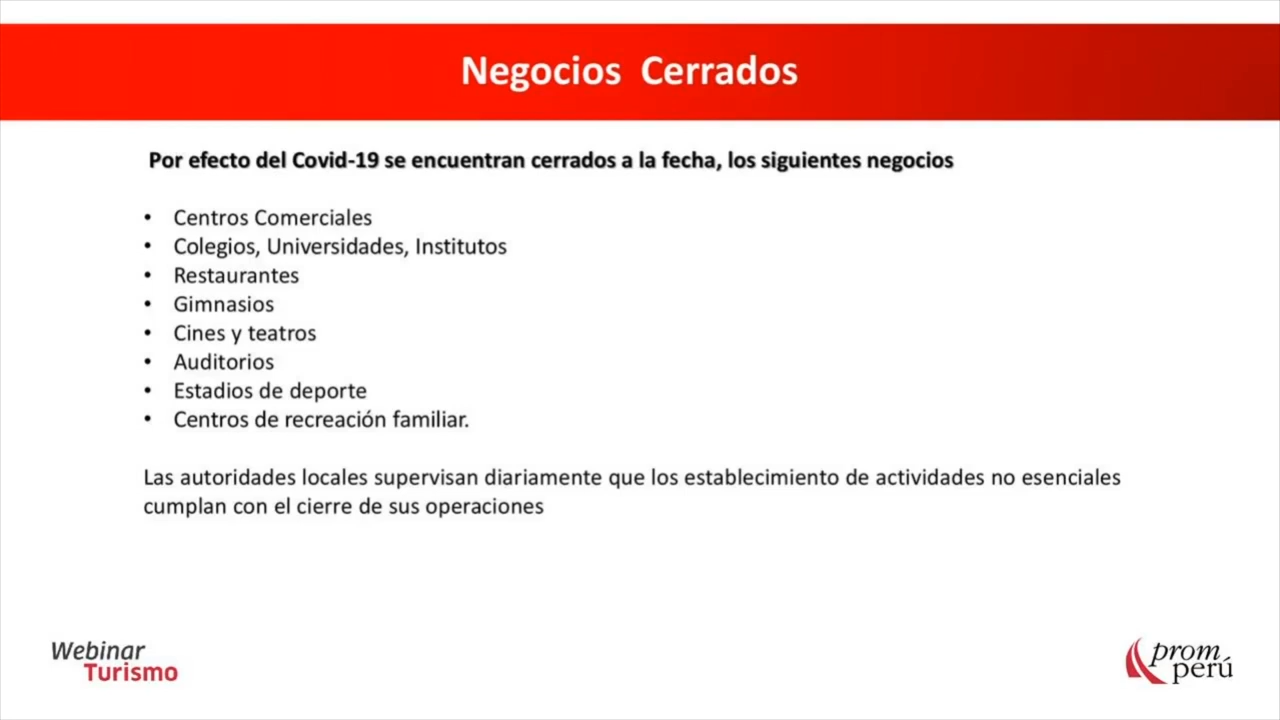 Negocios Cerrados
Por efecto del Covid-19 se encuentran cerrados a la fecha, los siguientes negocios
• Centros Comerciales
• Colegios, Universidades, Institutos
• Restaurantes
• Gimnasios
• Cines y teatros
• Auditorios
• Estadios de deporte
• Centros de recreación familiar.
Las autoridades locales supervisan diariamente que los establecimiento de actividades no esenciales
cumplan con el cierre de sus operaciones
Webinar
Turismo
prom
perú